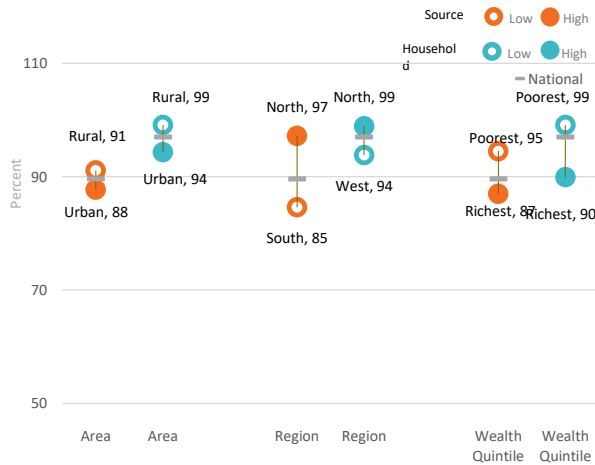 Source Low High
Househol
d
Low High
National
110
90
70
50
Percent
Rural, 91
Urban, 88
Rural, 99
Urban, 94
North, 97
South, 85
North, 99
West, 94
Poorest, 95
Richest, 87
Poorest, 99
Richest, 90
Area
Area
Region
Region
Wealth
Quintile
Wealth
Quintile